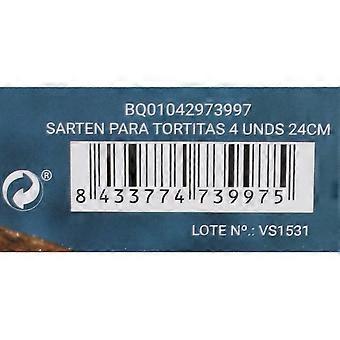 BQ01042973997
SARTEN PARA TORTITAS 4 UNDS 24CM
®
8 433774 739975
LOTE Nº.: VS1531